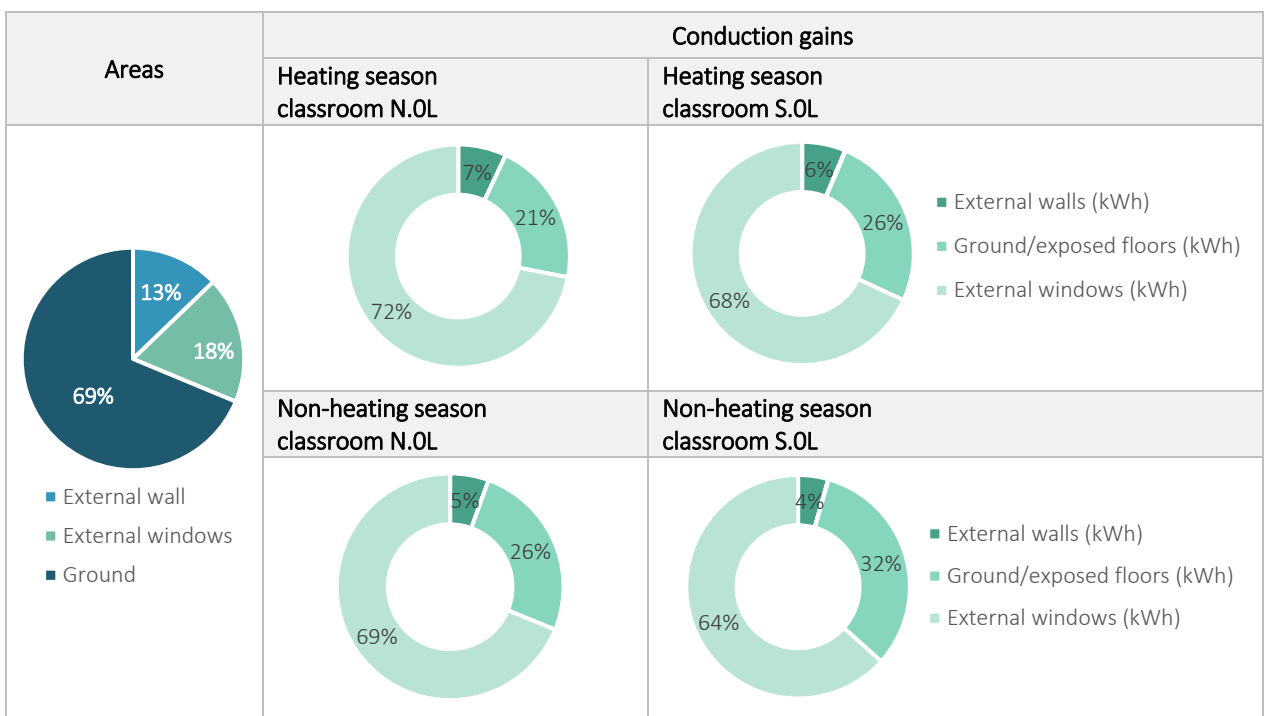 Areas
Conduction gains
Heating season
classroom N.0L
Heating season
classroom S.0L
13%
18%
69%
External wall
External windows
Ground
7%
21%
72%
6%
26%
68%
External walls (kWh)
Ground/exposed floors (kWh)
External windows (kWh)
Non-heating season
classroom N.0L
Non-heating season
classroom S.0L
5%
26%
69%
4%
32%
64%
External walls (kWh)
Ground/exposed floors (kWh)
External windows (kWh)